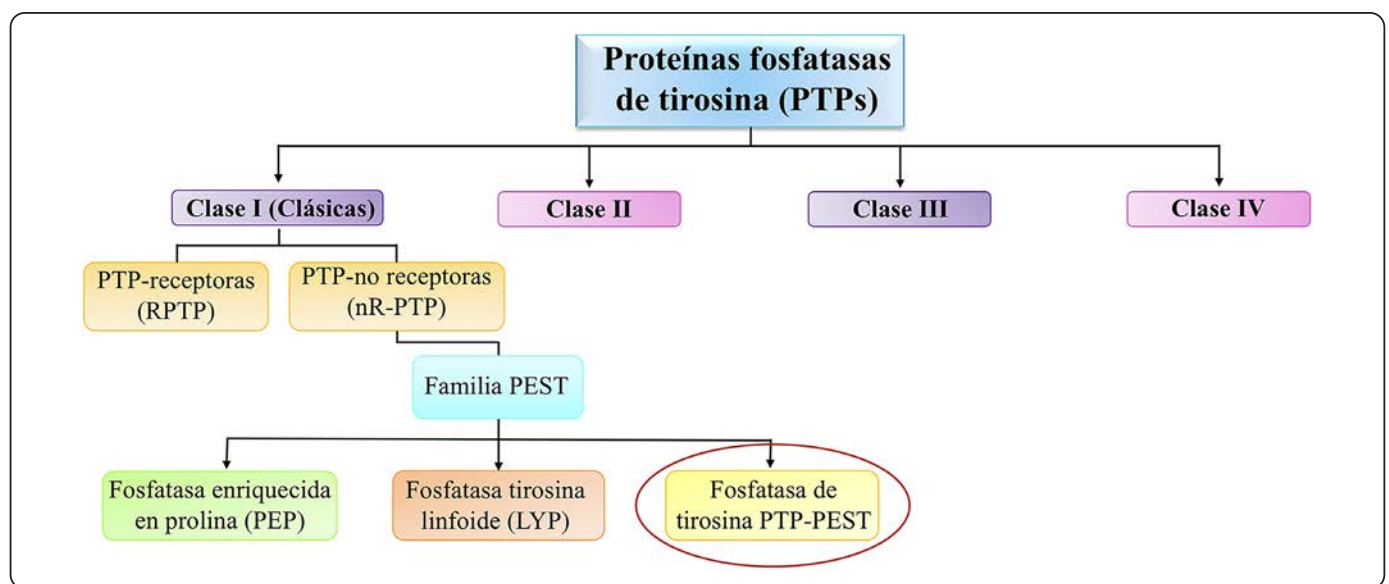 Proteínas fosfatasas
de tirosina (PTPs)
Clase I (Clásicas)
Clase II
Clase III
Clase IV
PTP-receptoras
(RPTP)
PTP-no receptoras
(nR-PTP)
Familia PEST
Fosfatasa enriquecida
en prolina (PEP)
Fosfatasa tirosina
linfoide (LYP)
Fosfatasa de
tirosina PTP-PEST